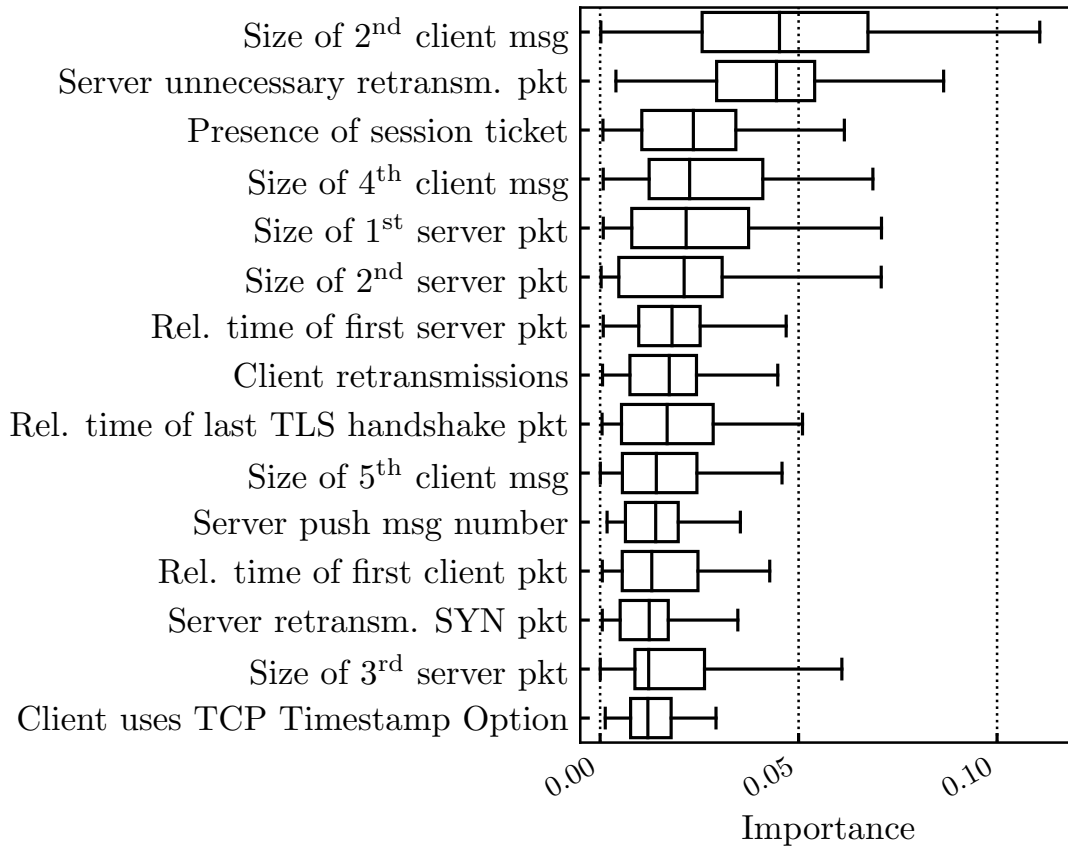 Size of 2nd client msg
Server unnecessary retransm. pkt
Presence of session ticket
Size of 4th client msg
Size of 1st server pkt
Size of 2nd server pkt
Rel. time of first server pkt
Client retransmissions
Rel. time of last TLS handshake pkt
Size of 5th client msg
Server push msg number
Rel. time of first client pkt
Server retransm. SYN pkt
Size of 3rd server pkt
Client uses TCP Timestamp Option
0.00 0.05 0.10
Importance